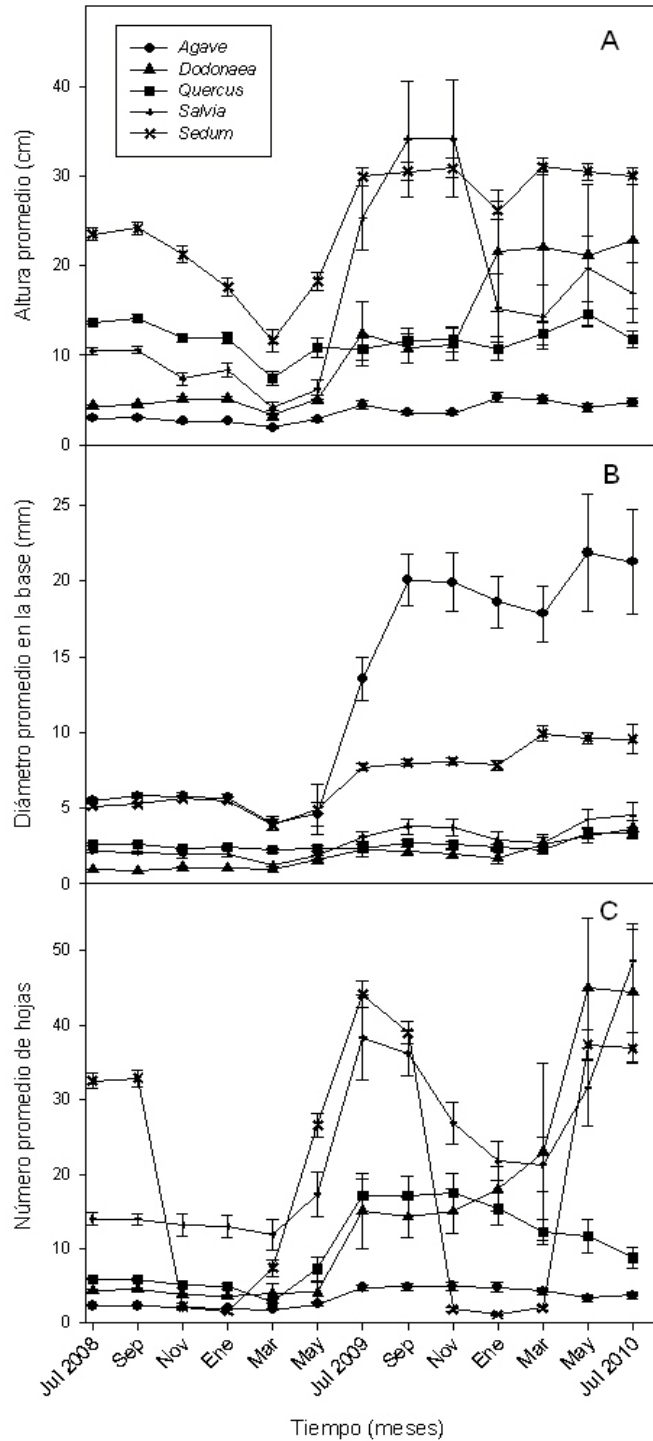 A
Agave
Dodonaea
Quercus
Salvia
Sedum
40
30
20
10
0
Altura promedio (cm)
B
25
20
15
10
5
0
Diámetro promedio en la base (mm)
C
50
40
30
20
10
0
Número promedio de hojas
Jul 2008
Sep
Nov
Ene
Mar
May
Jul 2009
Sep
Nov
Ene
Mar
May
Jul 2010
Tiempo (meses)